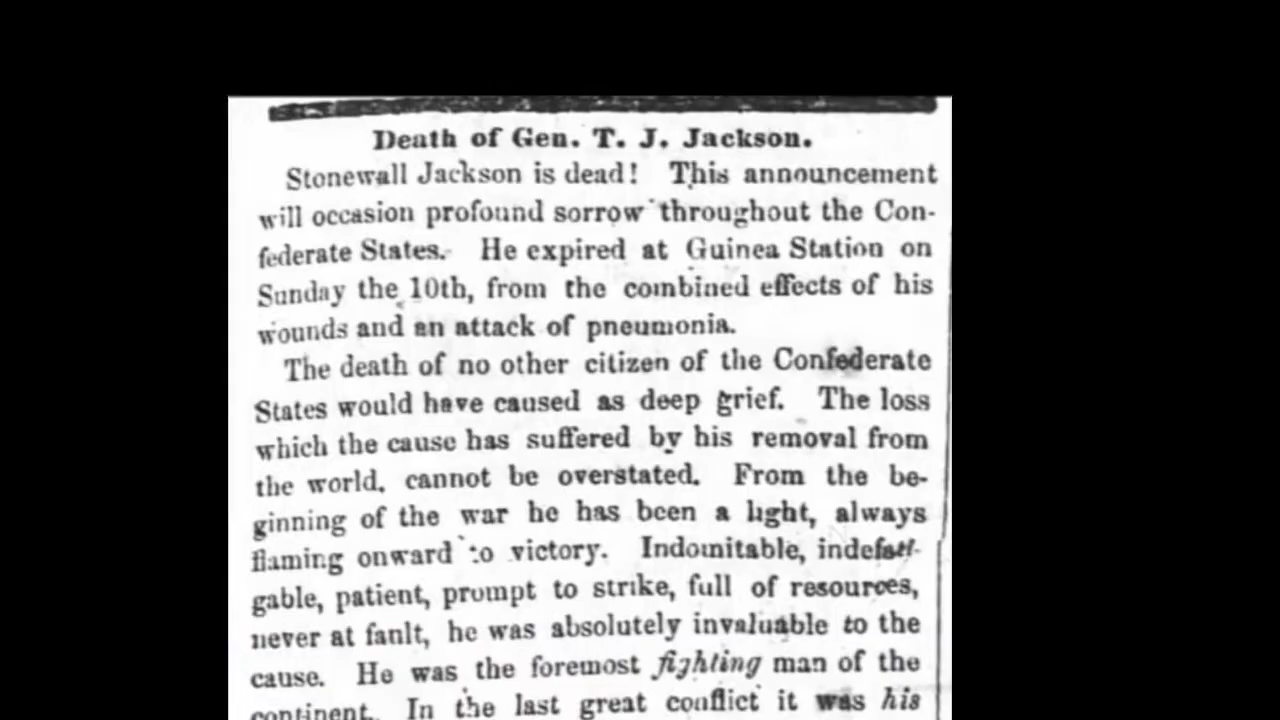 Death of Gen. T. J. Jackson.
Stonewall Jackson is dead! This announcement
will occasion profound sorrow throughout the Con-
federate States. He expired at Guinea Station on
Sunday the 10th, from the combined effects of his
wounds and an attack of pneumonia.
The death of no other citizen of the Confederate
States would have caused as deep grief. The loss
which the cause has suffered by his removal from
the world, cannot be overstated. From the be-
ginning of the war he has been a light, always
flaming onward to victory. Indomitable, indefati-
gable, patient, prompt to strike, full of resources,
never at fault, he was absolutely invaluable to the
cause. He was the foremost fighting man of the
continent. In the last great conflict it was his